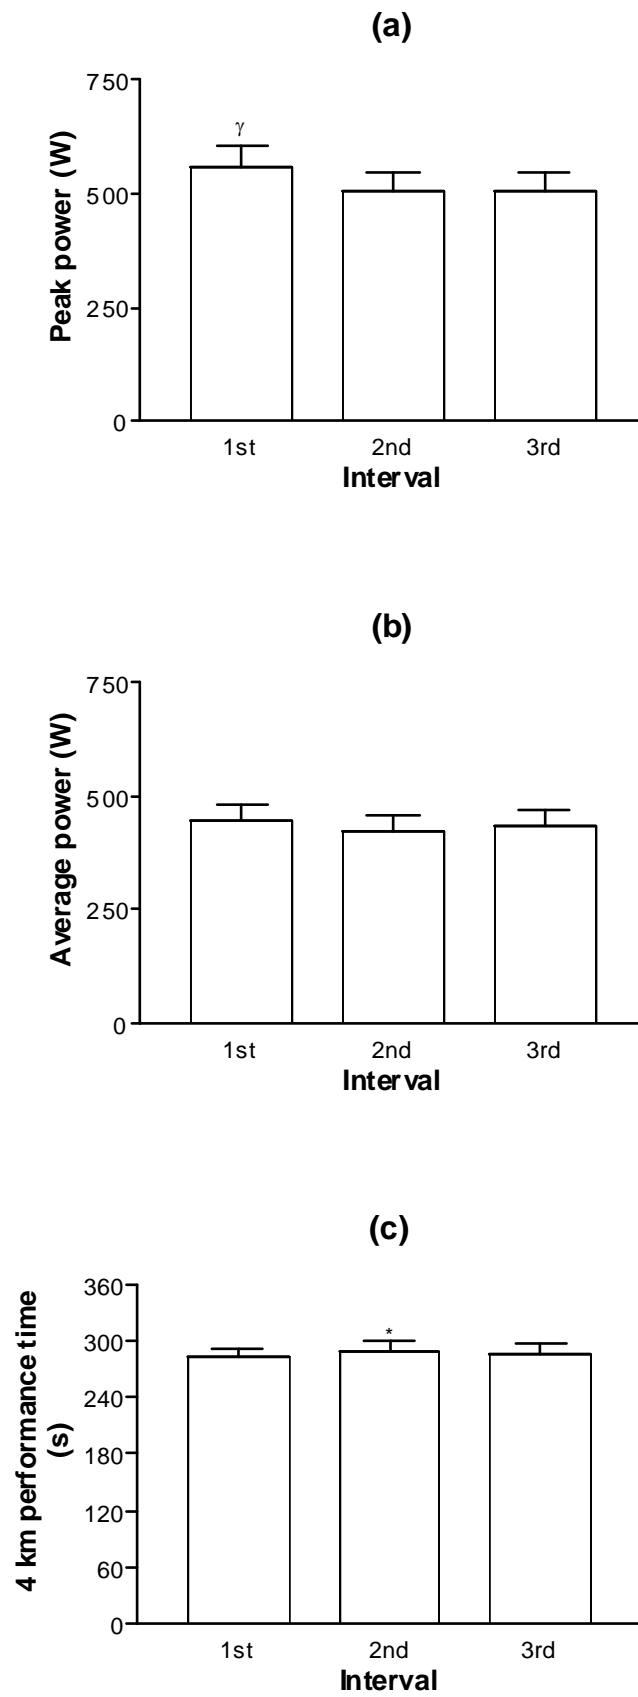 (a)
750
500
250
0
Peak power (W)
γ
1st 2nd 3rd
Interval
(b)
750
500
250
0
Average power (W)
1st 2nd 3rd
Interval
(c)
360
300
240
180
120
60
0
4 km performance time
(s)
*
1st 2nd 3rd
Interval